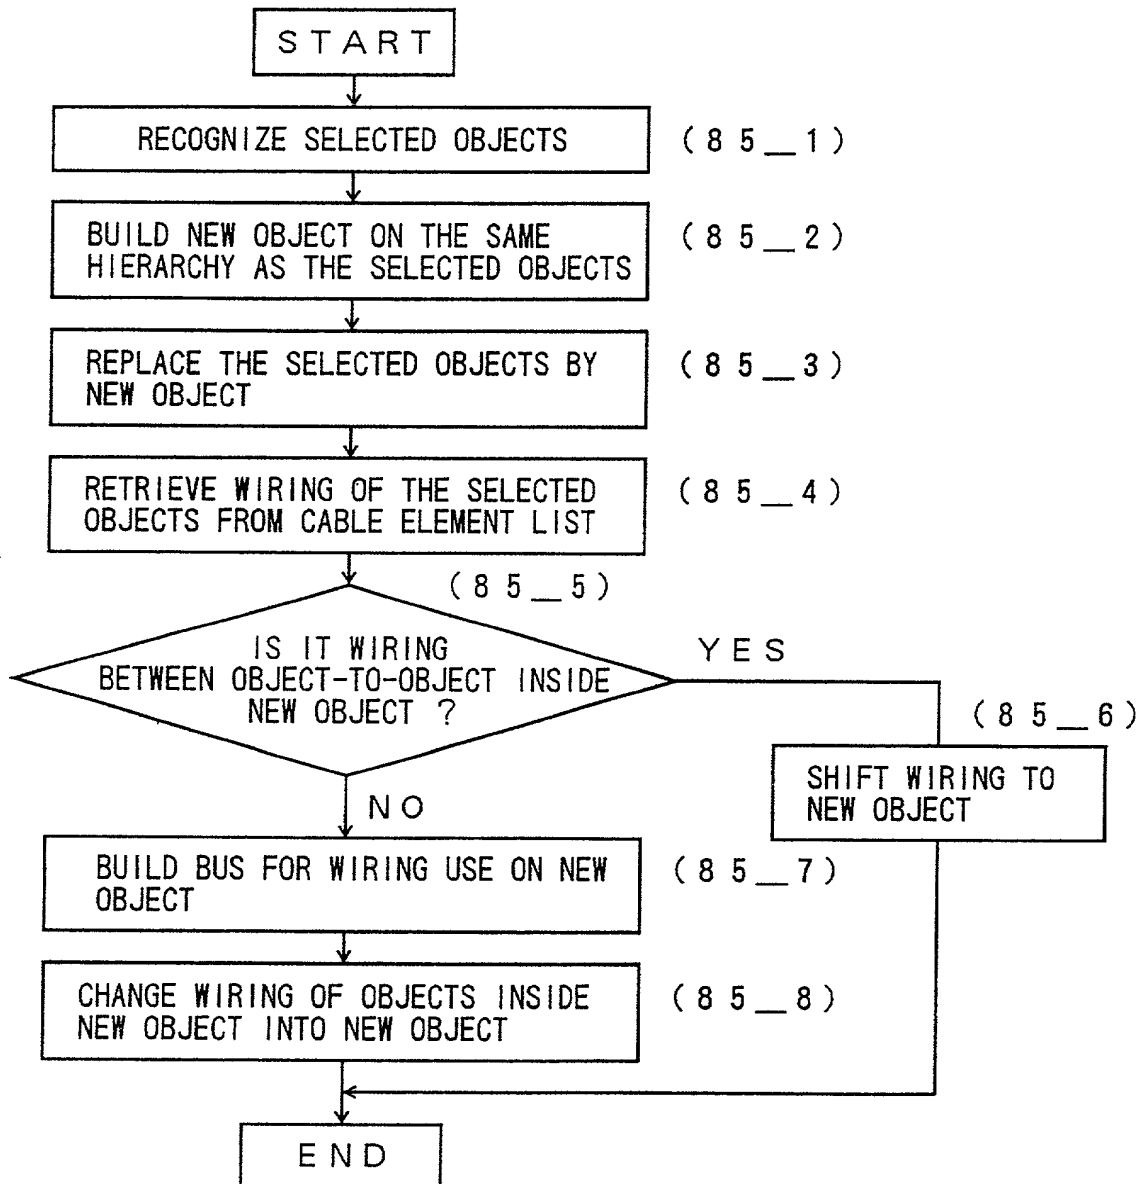 START
RECOGNIZE SELECTED OBJECTS
(85_1)
BUILD NEW OBJECT ON THE SAME
HIERARCHY AS THE SELECTED OBJECTS
(85_2)
REPLACE THE SELECTED OBJECTS BY
NEW OBJECT
(85_3)
RETRIEVE WIRING OF THE SELECTED
OBJECTS FROM CABLE ELEMENT LIST
(85_4)
(85_5)
IS IT WIRING
BETWEEN OBJECT-TO-OBJECT INSIDE
NEW OBJECT ?
YES
(85_6)
SHIFT WIRING TO
NEW OBJECT
NO
BUILD BUS FOR WIRING USE ON NEW
OBJECT
(85_7)
CHANGE WIRING OF OBJECTS INSIDE
NEW OBJECT INTO NEW OBJECT
(85_8)
END